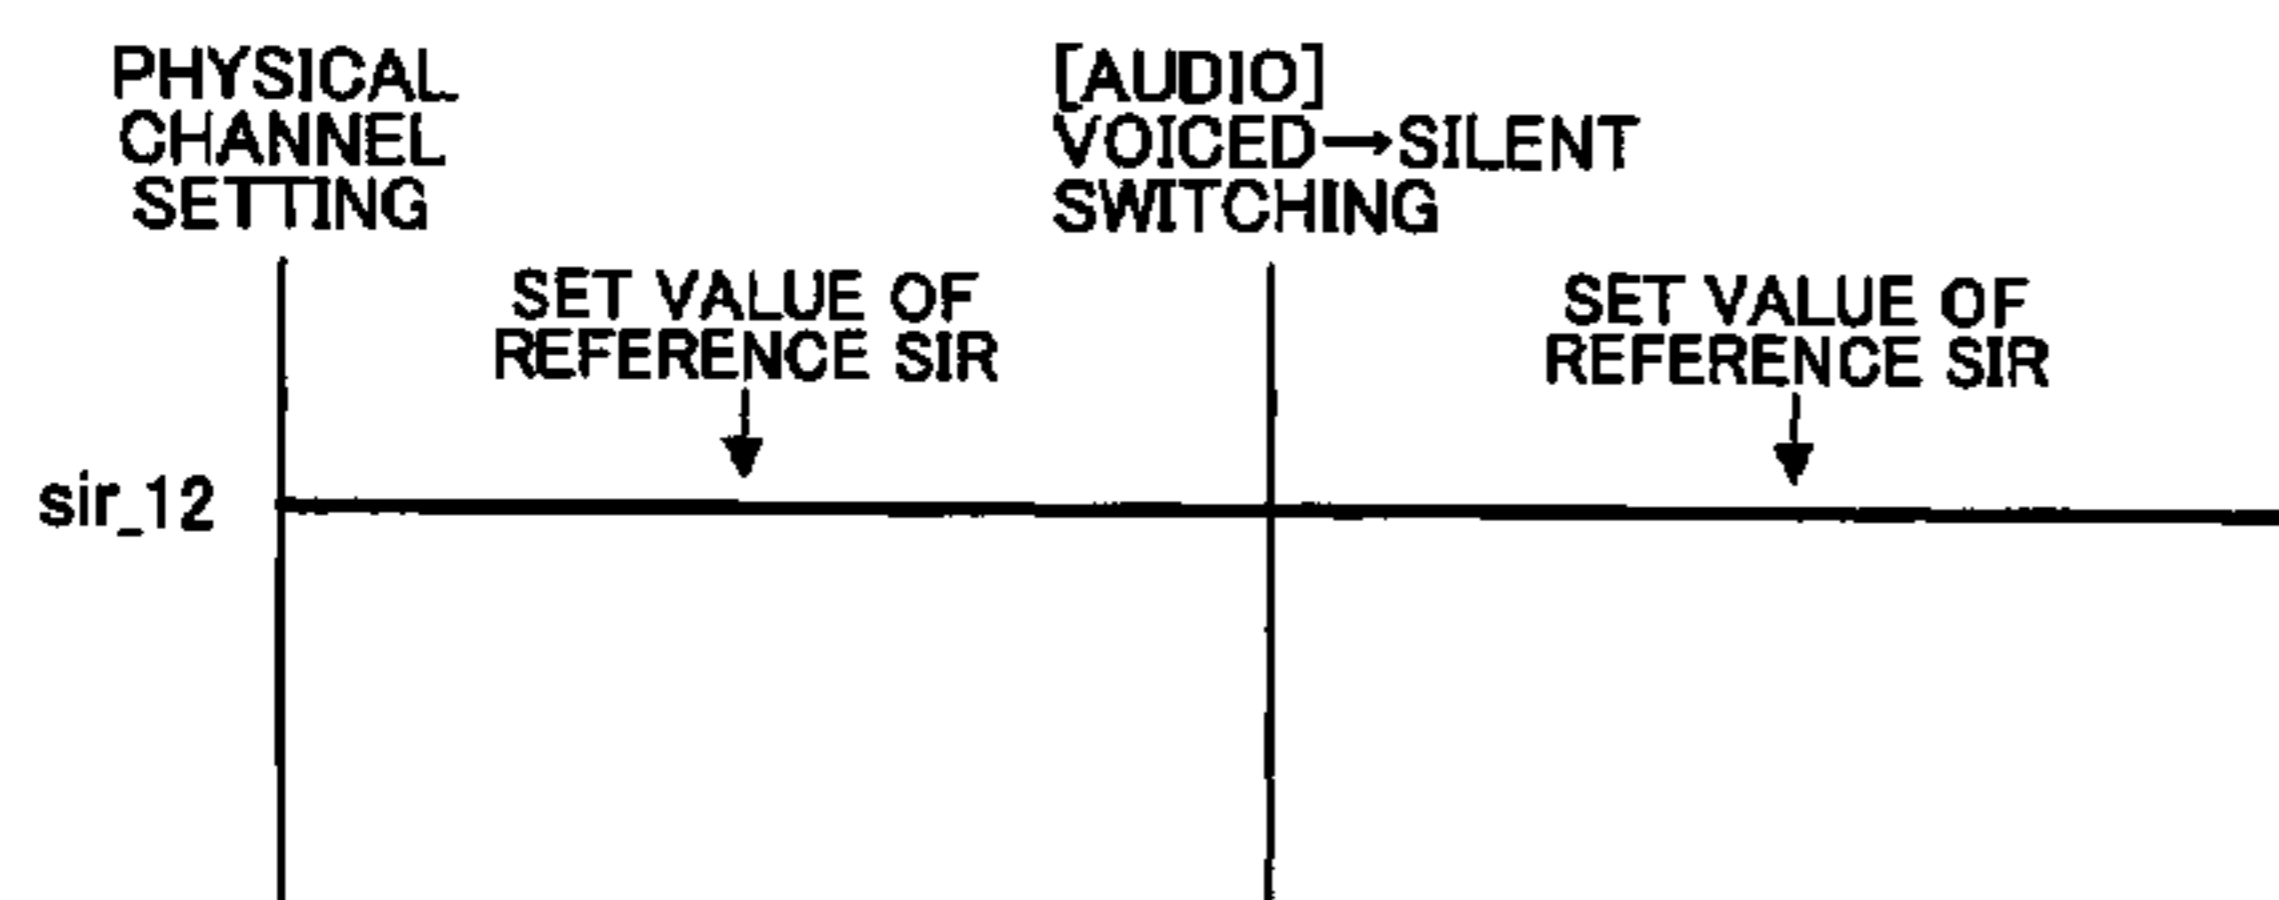 PHYSICAL
CHANNEL
SETTING
[AUDIO]
VOICED→SILENT
SWITCHING
SET VALUE OF
REFERENCE SIR
SET VALUE OF
REFERENCE SIR
sir_12